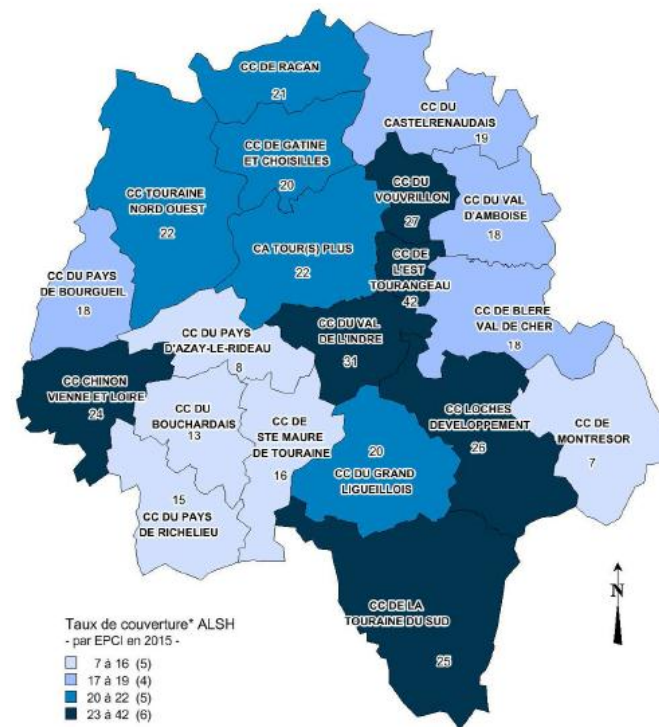 CC DE RACAN
21
CC DU
CASTELRENAUDAIS
19
CC DE GATINE
ET CHOISILLES
20
CC TOURAINE
NORD OUEST
22
CC DU
VOUVRILLON
27
CC DU VAL
D'AMBOISE
18
CA TOUR(S) PLUS
22
CC DE
L'EST
TOURANGEAU
42
CC DU PAYS
DE BOURGUEIL
18
CC DE BLERE
VAL DE CHER
18
CC DU PAYS
D'AZAY-LE-RIDEAU
8
CC DU VAL
DE L'INDRE
31
CC CHINON
VIENNE ET LOIRE
24
CC DU
BOUCHARDAIS
13
CC DE
STE MAURE
DE TOURAINE
16
CC LOCHES
DEVELOPPEMENT
26
CC DE
MONTRESOR
7
20
CC DU GRAND
LIGUEILLOIS
15
CC DU PAYS
DE RICHELIEU
CC DE LA
TOURAINE DU SUD
25
N
Taux de couverture* ALSH
- par EPCI en 2015 -
7 à 16 (5)
17 à 19 (4)
20 à 22 (5)
23 à 42 (6)